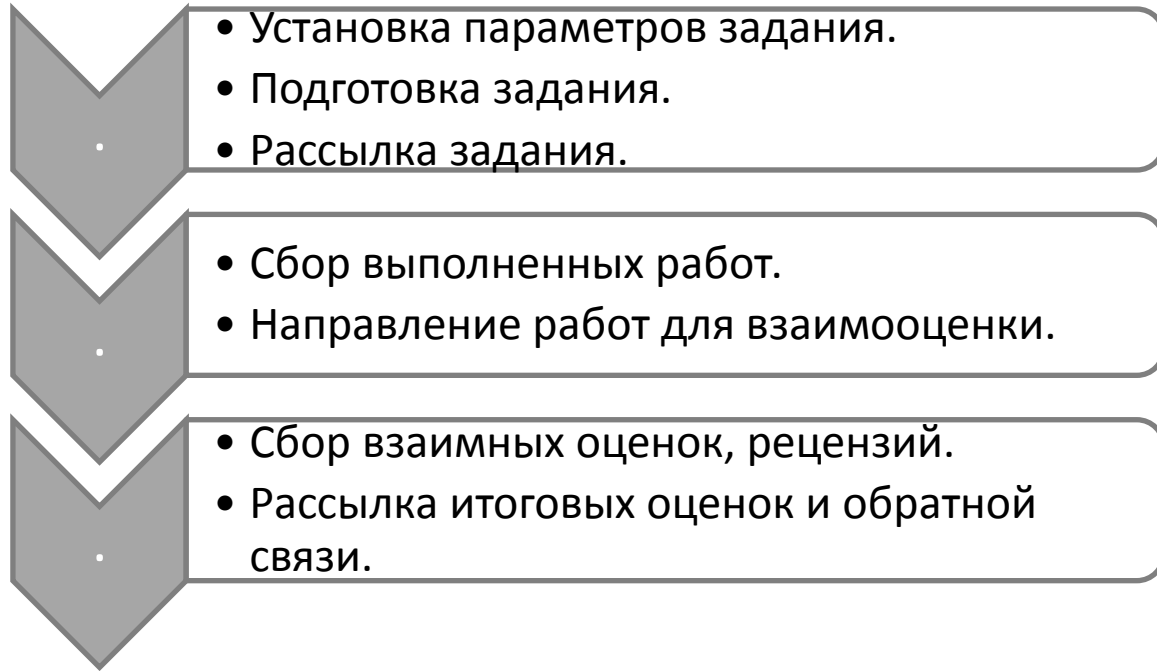 • Установка параметров задания.
• Подготовка задания.
• Рассылка задания.
• Сбор выполненных работ.
• Направление работ для взаимооценки.
• Сбор взаимных оценок, рецензий.
• Рассылка итоговых оценок и обратной
связи.